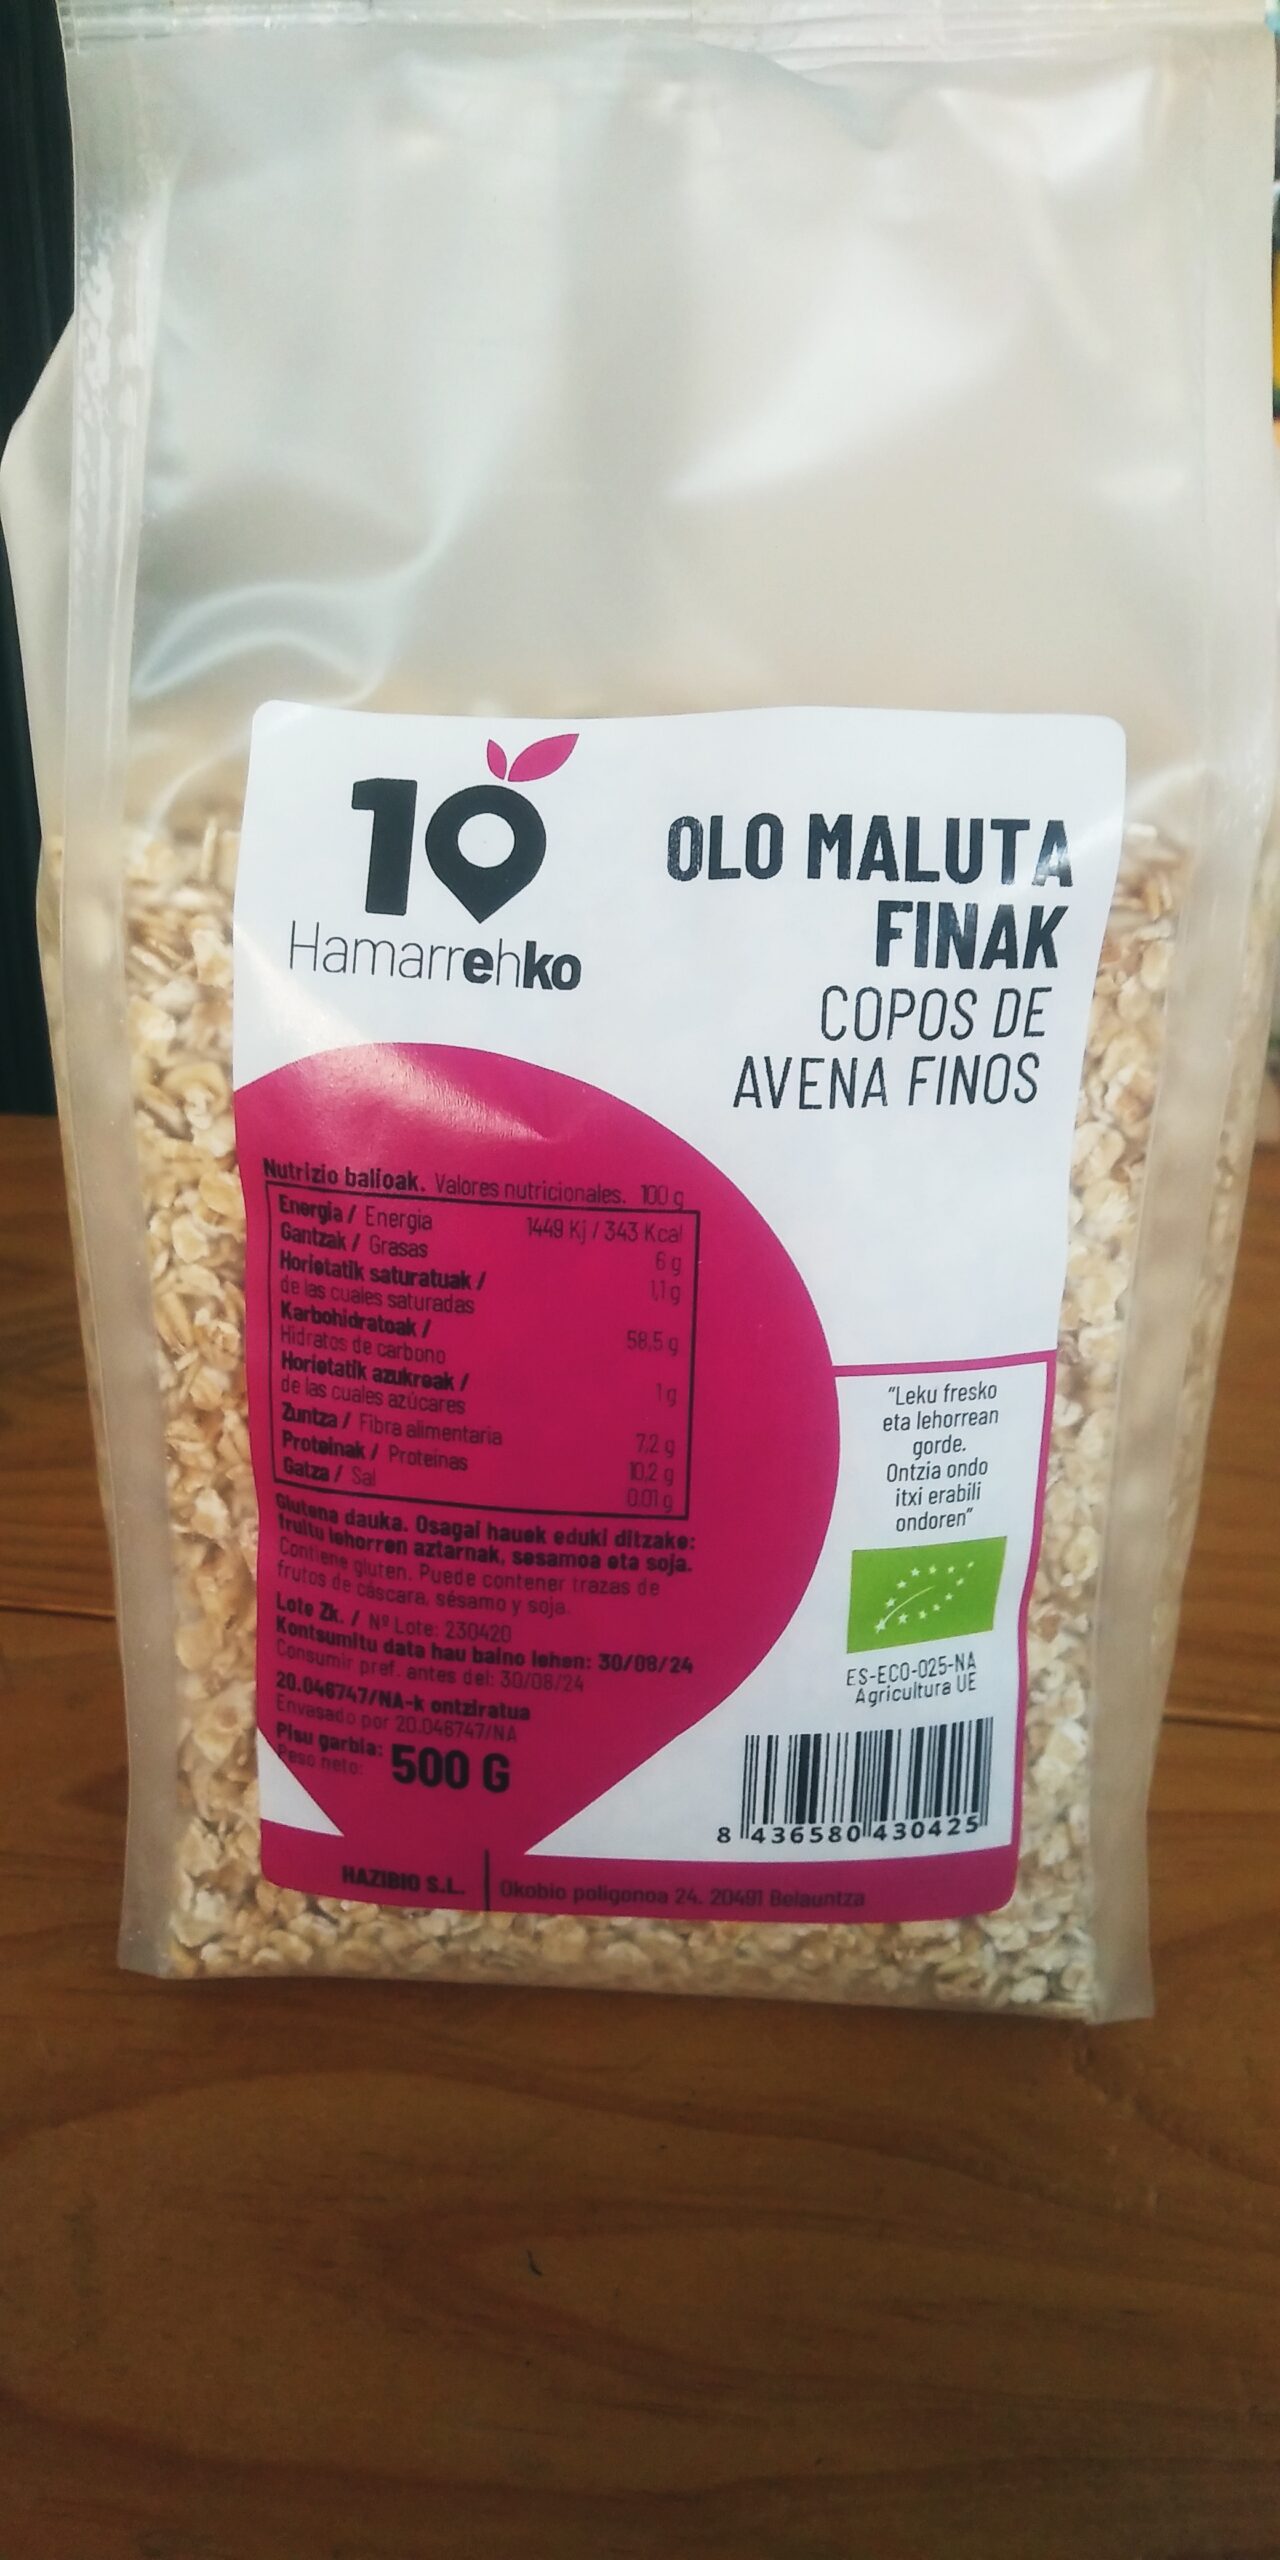 10
Hamarrehko
OLO MALUTA
FINAK
COPOS DE
AVENA FINOS
Nutrizio balioak. Valores nutricionales. 100 g
Energia / Energia 1449 Kj / 343 Kcal
Gantzak / Grasas 6 g
Horietatik saturatuak / 1,1 g
de las cuales saturadas
Karbohidratoak / 58,5 g
Hidratos de carbono
Horietatik azukreak / 1 g
de las cuales azúcares
Zuntza / Fibra alimentaria 7,2 g
Proteinak / Proteínas 10,2 g
Gatza / Sal 0.01 g
Glutena dauka. Osagai hauek eduki ditzake:
fruitu lehorren aztarnak, sesamoa eta soja.
Contiene gluten. Puede contener trazas de
frutos de cáscara, sésamo y soja.
Lote Zk. / Nº Lote: 230420
Kontsumitu data hau baino lehen: 30/08/24
Consumir pref. antes del: 30/08/24
20.046747/NA-k ontziratua
Envasado por 20.046747/NA
Pisu garbia:
Peso neto: 500 G
"Leku fresko
eta lehorrean
gorde.
Ontzia ondo
itxi erabili
ondoren"
ES-ECO-025-NA
Agricultura UE
8 436580 430425
HAZIBIO S.L. Okobio poligonoa 24. 20491 Belauntza